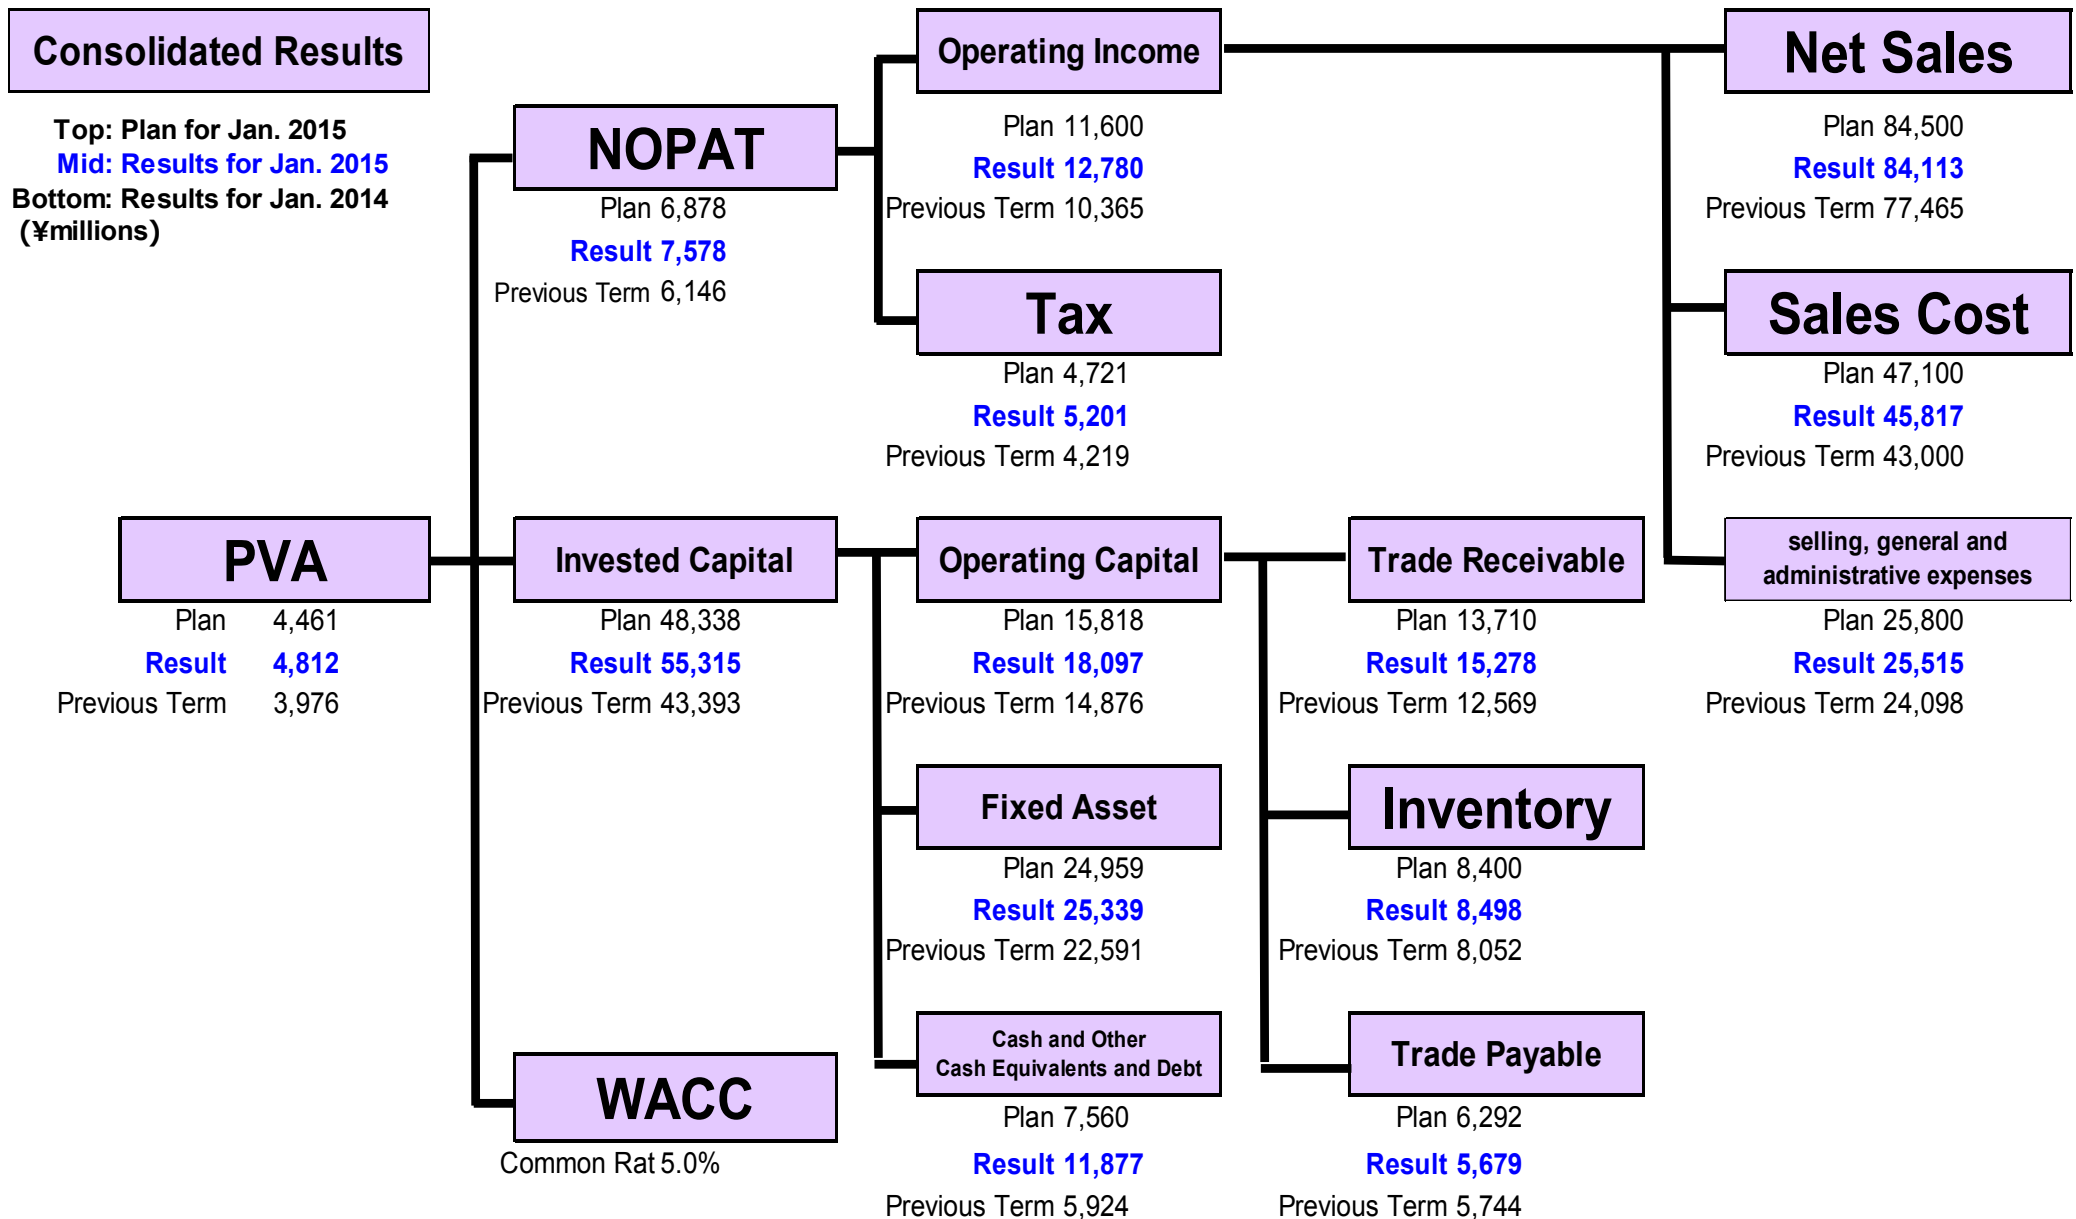 Consolidated Results
Top: Plan for Jan. 2015
Mid: Results for Jan. 2015
Bottom: Results for Jan. 2014
(¥millions)
PVA
Plan 4,461
Result 4,812
Previous Term 3,976
NOPAT
Plan 6,878
Result 7,578
Previous Term 6,146
Invested Capital
Plan 48,338
Result 55,315
Previous Term 43,393
WACC
Common Rat 5.0%
Operating Income
Plan 11,600
Result 12,780
Previous Term 10,365
Tax
Plan 4,721
Result 5,201
Previous Term 4,219
Operating Capital
Plan 15,818
Result 18,097
Previous Term 14,876
Fixed Asset
Plan 24,959
Result 25,339
Previous Term 22,591
Cash and Other
Cash Equivalents and Debt
Plan 7,560
Result 11,877
Previous Term 5,924
Trade Receivable
Plan 13,710
Result 15,278
Previous Term 12,569
Inventory
Plan 8,400
Result 8,498
Previous Term 8,052
Trade Payable
Plan 6,292
Result 5,679
Previous Term 5,744
Net Sales
Plan 84,500
Result 84,113
Previous Term 77,465
Sales Cost
Plan 47,100
Result 45,817
Previous Term 43,000
selling, general and
administrative expenses
Plan 25,800
Result 25,515
Previous Term 24,098